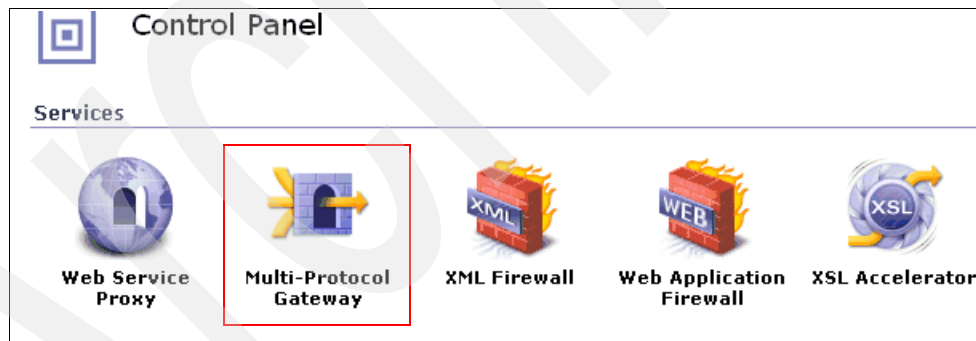 Control Panel
Services
Web Service
Proxy
Multi-Protocol
Gateway
XML
XML Firewall
WEB
Web Application
Firewall
XSL
XSL Accelerator